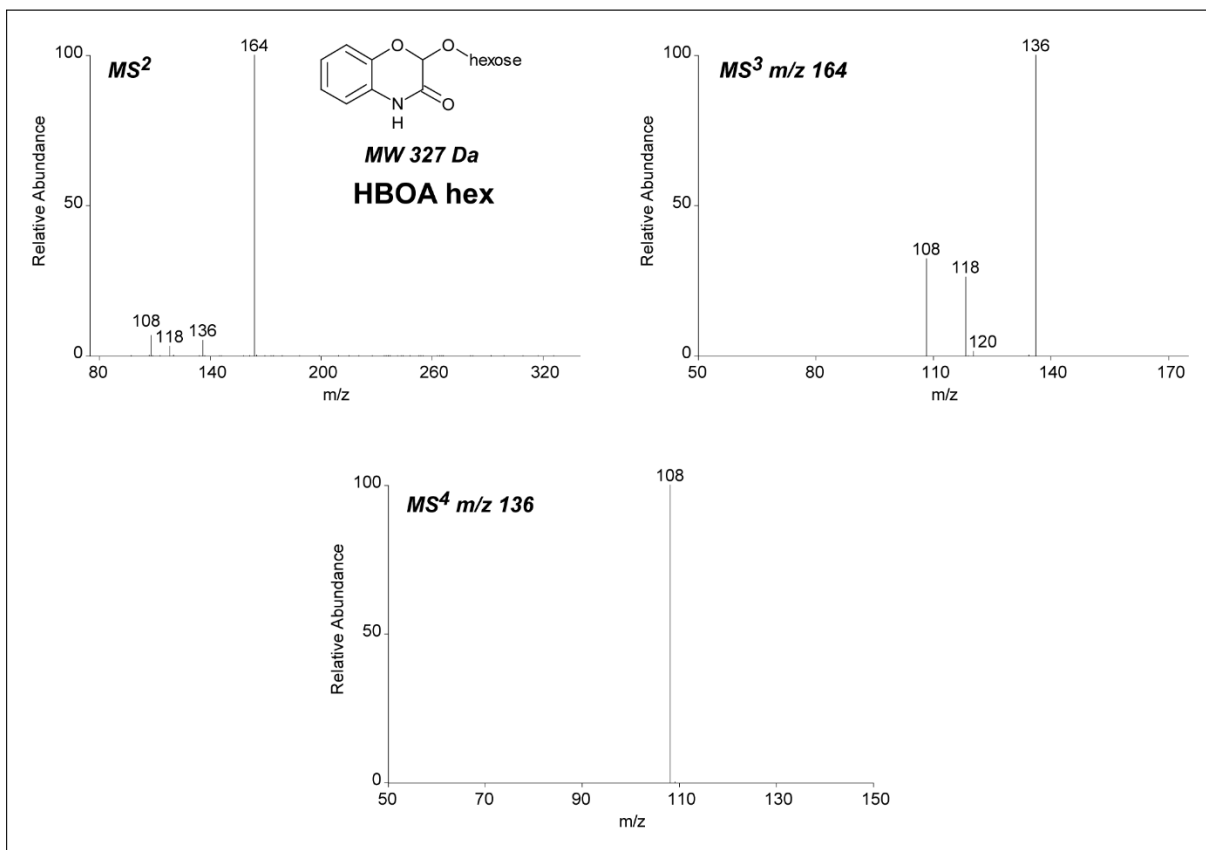 MS2
100
50
0
Relative Abundance
164
108
118
136
80
140
200
260
320
m/z
O
O
hexose
N
H
O
MW 327 Da
HBOA hex
MS3 m/z 164
100
50
0
Relative Abundance
136
108
118
120
50
80
110
140
170
m/z
MS4 m/z 136
100
50
0
Relative Abundance
108
50
70
90
110
130
150
m/z